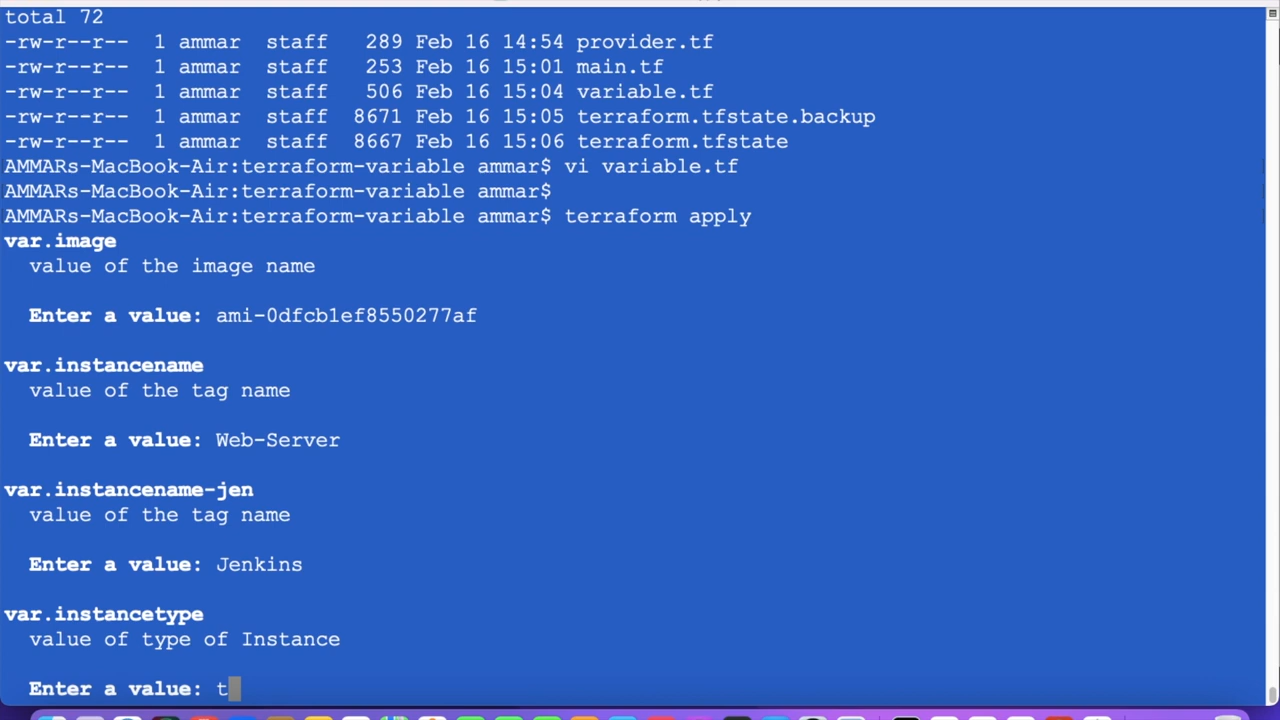 total 72
-rw-r--r-- 1 ammar staff 289 Feb 16 14:54 provider.tf
-rw-r--r-- 1 ammar staff 253 Feb 16 15:01 main.tf
-rw-r--r-- 1 ammar staff 506 Feb 16 15:04 variable.tf
-rw-r--r-- 1 ammar staff 8671 Feb 16 15:05 terraform.tfstate.backup
-rw-r--r-- 1 ammar staff 8667 Feb 16 15:06 terraform.tfstate
AMMARs-MacBook-Air:terraform-variable ammar$ vi variable.tf
AMMARs-MacBook-Air:terraform-variable ammar$
AMMARs-MacBook-Air:terraform-variable ammar$ terraform apply
var.image
value of the image name
Enter a value: ami-0dfcb1ef8550277af
var.instancename
value of the tag name
Enter a value: Web-Server
var.instancename-jen
value of the tag name
Enter a value: Jenkins
var.instancetype
value of type of Instance
Enter a value: t